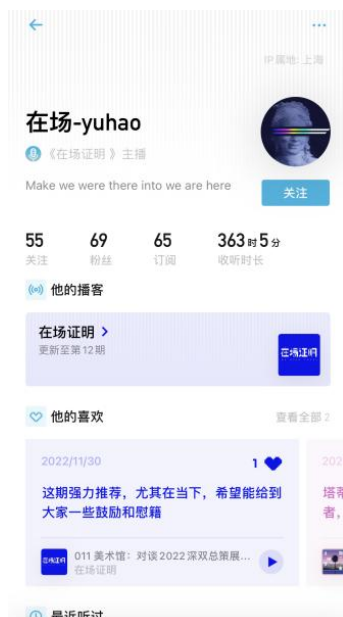 IP属地: 上海
在场-yuhao
《在场证明 》主播
Make we were there into we are here
关注
55 69 65 363时5分
关注 粉丝 订阅 收听时长
他的播客
在场证明 >
更新至第12期
在场证明
他的喜欢 查看全部2
2022/11/30 1 202
这期强力推荐，尤其在当下，希望能给到 塔蒂
大家一些鼓励和慰籍 者，
在场证明 011 美术馆：对谈2022深双总策展...
在场证明
最近听过